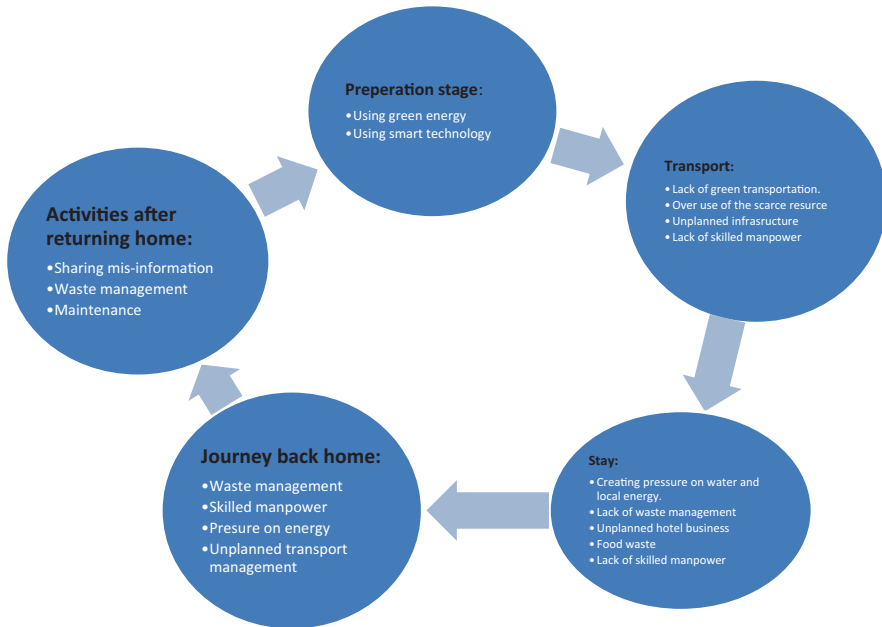 Preperation stage:
•Using green energy
•Using smart technology
Transport:
•Lack of green transportation.
•Over use of the scarce resurce
•Unplanned infrasructure
•Lack of skilled manpower
Stay:
•Creating pressure on water and
local energy.
•Lack of waste management
•Unplanned hotel business
•Food waste
•Lack of skilled manpower
Journey back home:
•Waste management
•Skilled manpower
•Presure on energy
•Unplanned transport
management
Activities after
returning home:
•Sharing mis-information
•Waste management
•Maintenance